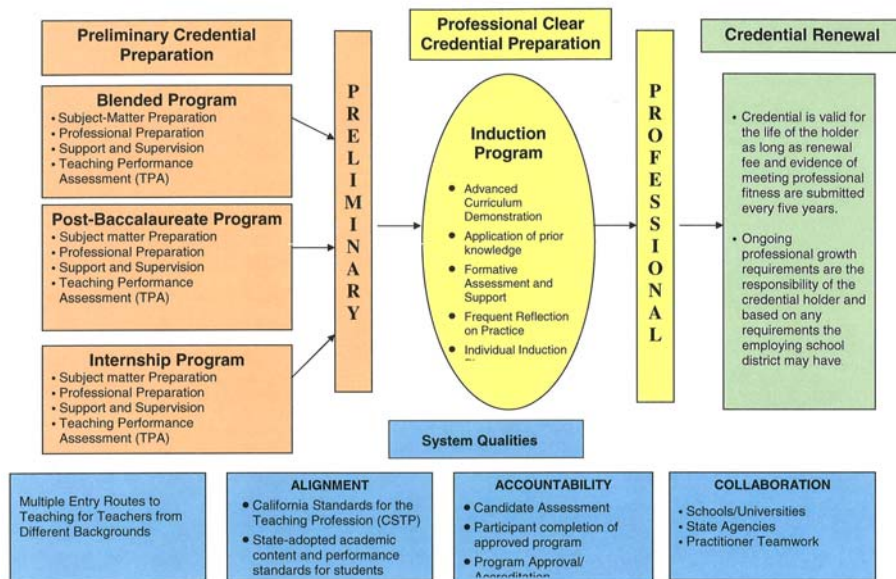 Preliminary Credential
Preparation
Blended Program
• Subject-Matter Preparation
• Professional Preparation
• Support and Supervision
• Teaching Performance
Assessment (TPA)
Post-Baccalaureate Program
• Subject matter Preparation
• Professional Preparation
• Support and Supervision
• Teaching Performance
Assessment (TPA)
Internship Program
• Subject matter Preparation
• Professional Preparation
• Support and Supervision
• Teaching Performance
Assessment (TPA)
PRELIMINARY
Professional Clear
Credential Preparation
Induction
Program
• Advanced
Curriculum
Demonstration
• Application of prior
knowledge
• Formative
Assessment and
Support
• Frequent Reflection
on Practice
• Individual Induction
PROFESSIONAL
Credential Renewal
• Credential is valid for
the life of the holder
as long as renewal
fee and evidence of
meeting professional
fitness are submitted
every five years.
• Ongoing
professional growth
requirements are the
responsibility of the
credential holder and
based on any
requirements the
employing school
district may have
System Qualities
Multiple Entry Routes to
Teaching for Teachers from
Different Backgrounds
ALIGNMENT
• California Standards for the
Teaching Profession (CSTP)
• State-adopted academic
content and performance
standards for students
ACCOUNTABILITY
• Candidate Assessment
• Participant completion of
approved program
• Program Approval/
Accreditation
COLLABORATION
• Schools/Universities
• State Agencies
• Practitioner Teamwork